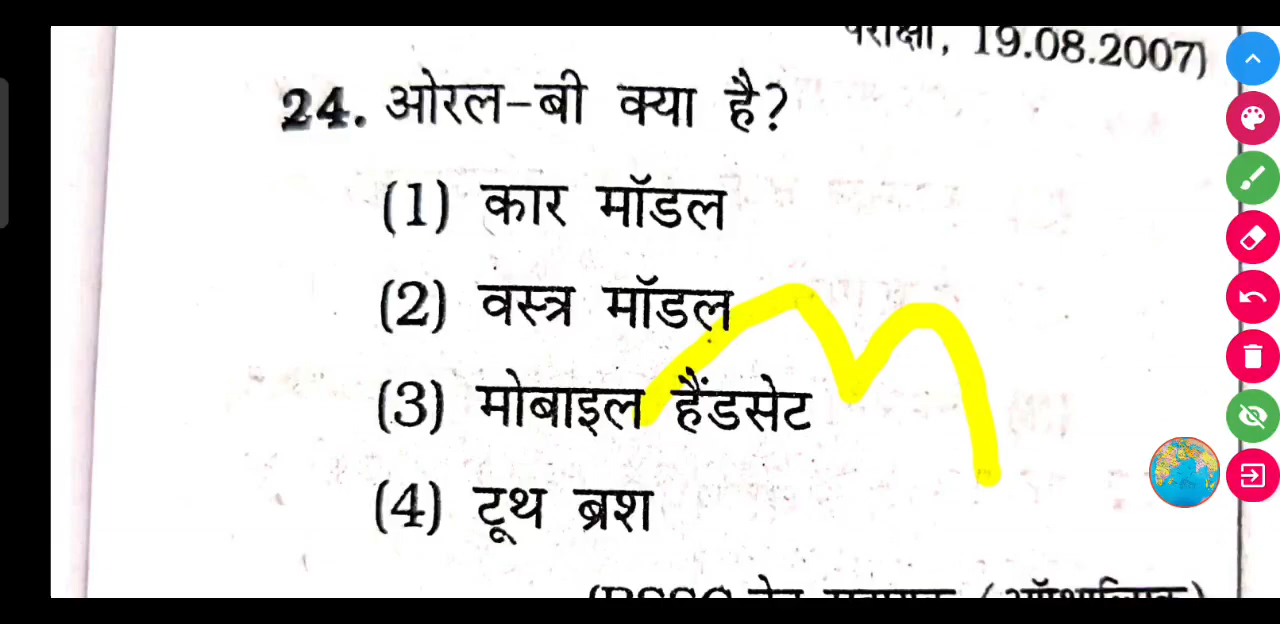 परीक्षा, 19.08.2007)
24. ओरल-बी क्या है?
(1) कार मॉडल
(2) वस्त्र मॉडल
(3) मोबाइल हैंडसेट
(4) टूथ ब्रश